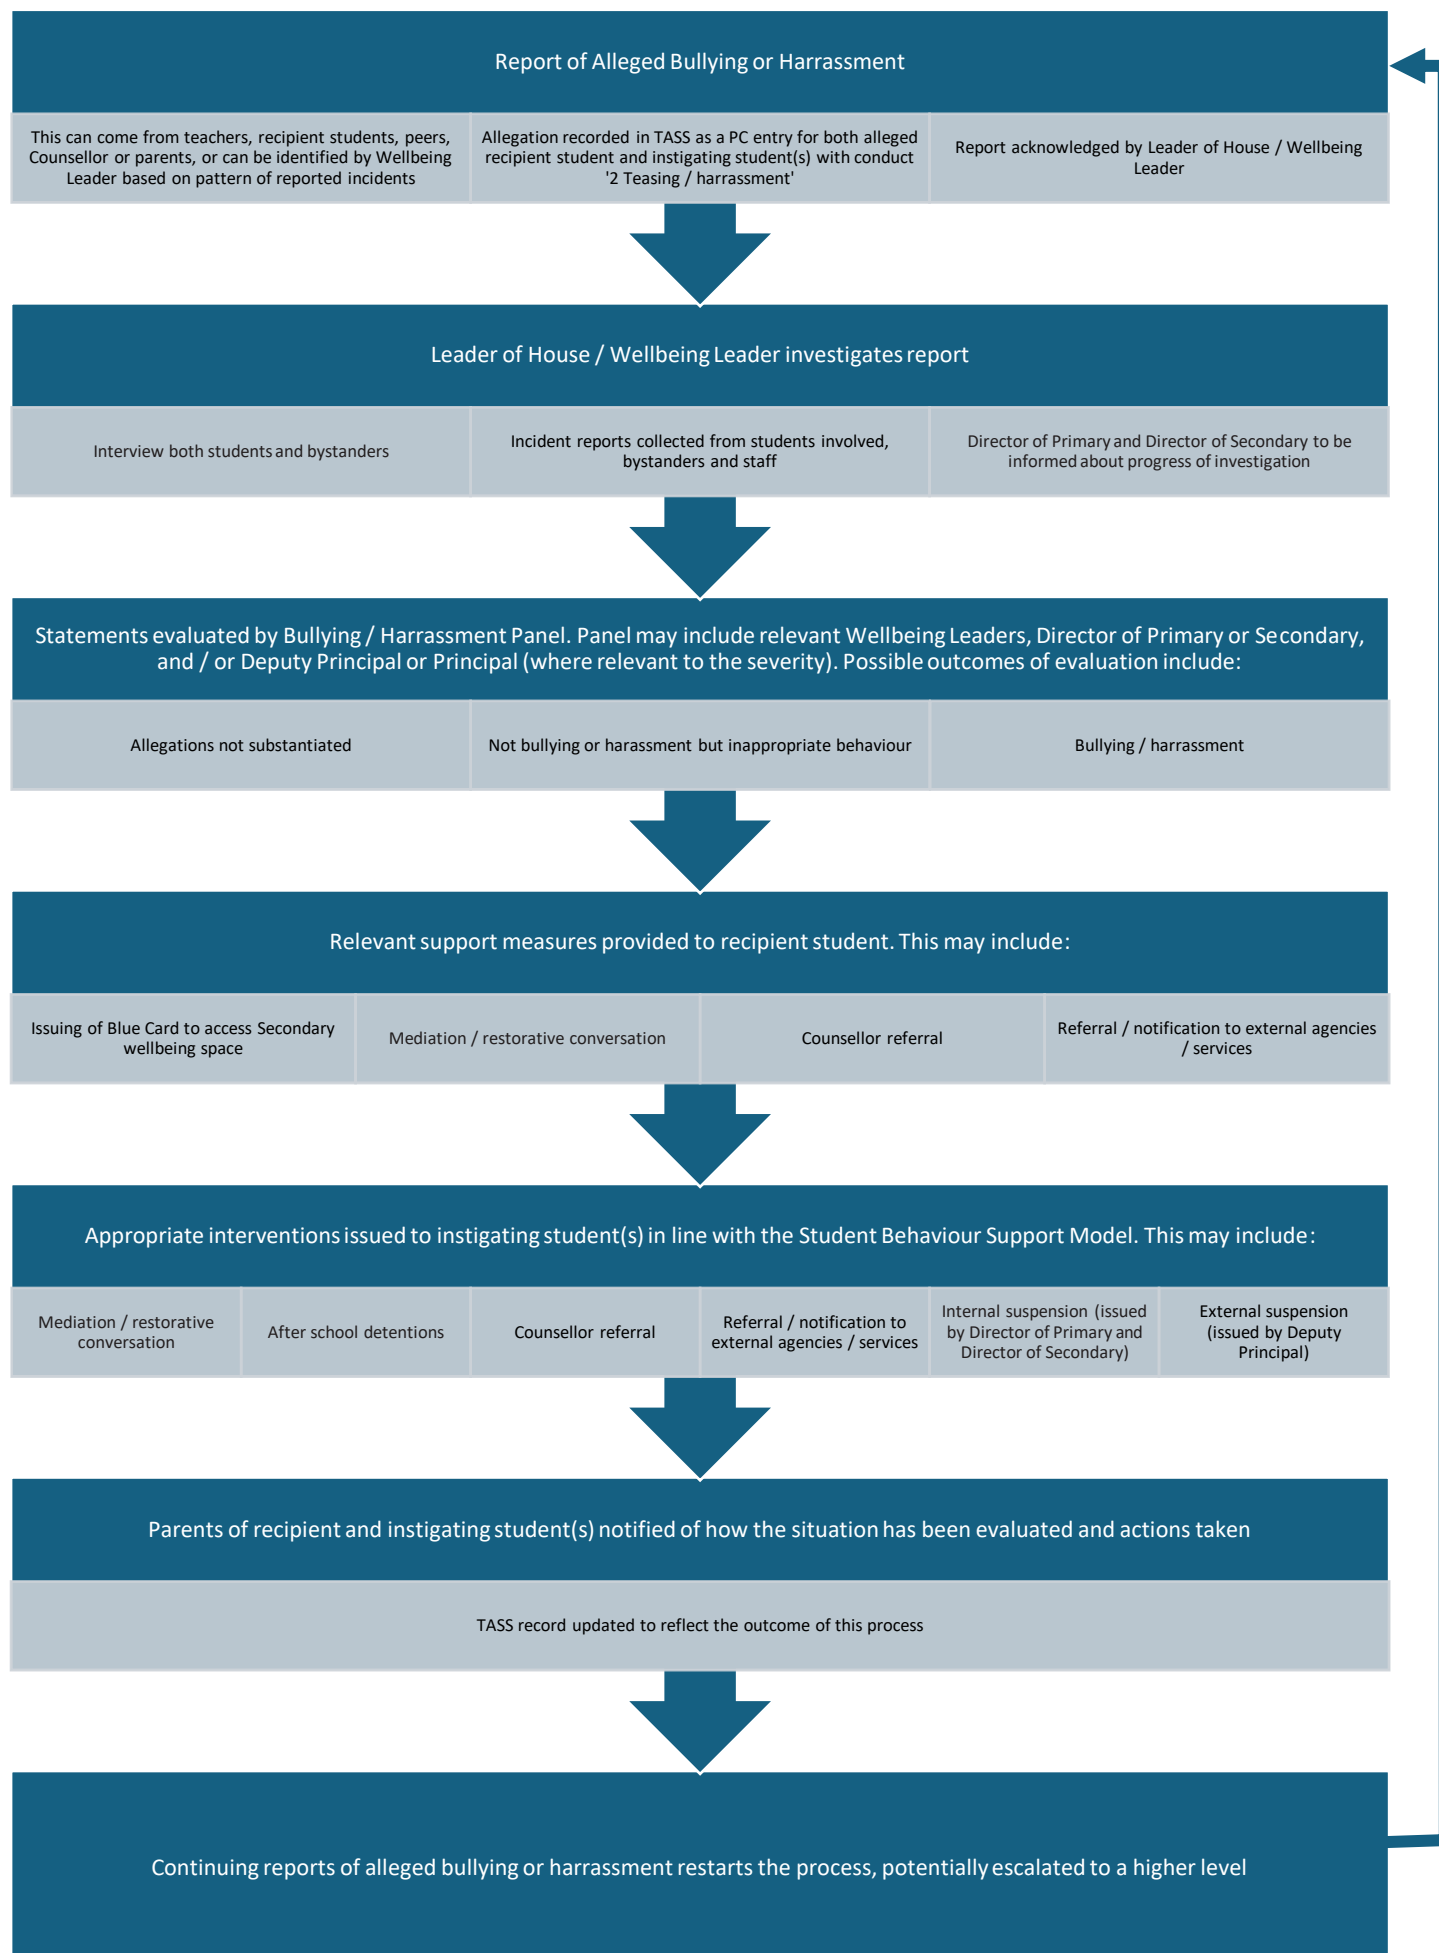 Report of Alleged Bullying or Harrassment
This can come from teachers, recipient students, peers,
Counsellor or parents, or can be identified by Wellbeing
Leader based on pattern of reported incidents
Allegation recorded in TASS as a PC entry for both alleged
recipient student and instigating student(s) with conduct
'2 Teasing / harrassment'
Report acknowledged by Leader of House / Wellbeing
Leader
Leader of House / Wellbeing Leader investigates report
Interview both students and bystanders
Incident reports collected from students involved,
bystanders and staff
Director of Primary and Director of Secondary to be
informed about progress of investigation
Statements evaluated by Bullying / Harrassment Panel. Panel may include relevant Wellbeing Leaders, Director of Primary or Secondary,
and / or Deputy Principal or Principal (where relevant to the severity). Possible outcomes of evaluation include:
Allegations not substantiated
Not bullying or harassment but inappropriate behaviour
Bullying / harrassment
Relevant support measures provided to recipient student. This may include:
Issuing of Blue Card to access Secondary
wellbeing space
Mediation / restorative conversation
Counsellor referral
Referral / notification to external agencies
/ services
Appropriate interventions issued to instigating student(s) in line with the Student Behaviour Support Model. This may include:
Mediation / restorative
conversation
After school detentions
Counsellor referral
Referral / notification to
external agencies / services
Internal suspension (issued
by Director of Primary and
Director of Secondary)
External suspension
(issued by Deputy
Principal)
Parents of recipient and instigating student(s) notified of how the situation has been evaluated and actions taken
TASS record updated to reflect the outcome of this process
Continuing reports of alleged bullying or harrassment restarts the process, potentially escalated to a higher level